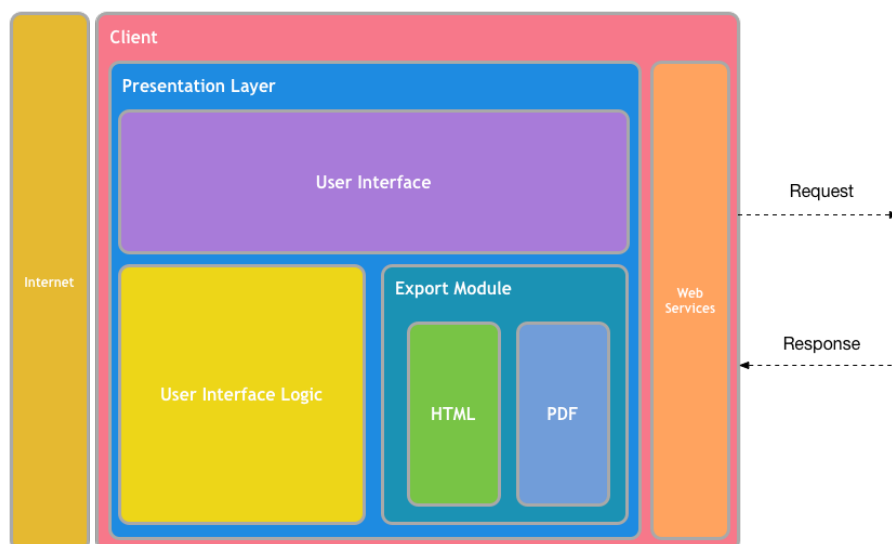 Client
Presentation Layer
User Interface
Request
Internet
Export Module
Web
Services
Response
User Interface Logic
HTML
PDF